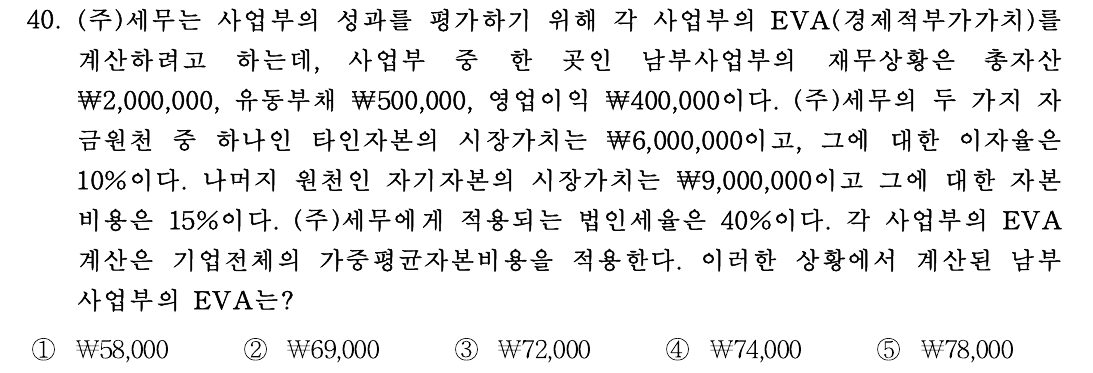 40. (주)세무는 사업부의 성과를 평가하기 위해 각 사업부의 EVA(경제적부가가치)를
계산하려고 하는데, 사업부 중 한 곳인 남부사업부의 재무상황은 총자산
₩2,000,000, 유동부채 ₩500,000, 영업이익 ₩400,000이다. (주)세무의 두 가지 자
금원천 중 하나인 타인자본의 시장가치는 ₩6,000,000이고, 그에 대한 이자율은
10%이다. 나머지 원천인 자기자본의 시장가치는 ₩9,000,000이고 그에 대한 자본
비용은 15%이다. (주)세무에게 적용되는 법인세율은 40%이다. 각 사업부의 EVA
계산은 기업전체의 가중평균자본비용을 적용한다. 이러한 상황에서 계산된 남부
사업부의 EVA는?
① ₩58,000 ② ₩69,000 ③ ₩72,000 ④ ₩74,000 ⑤ ₩78,000